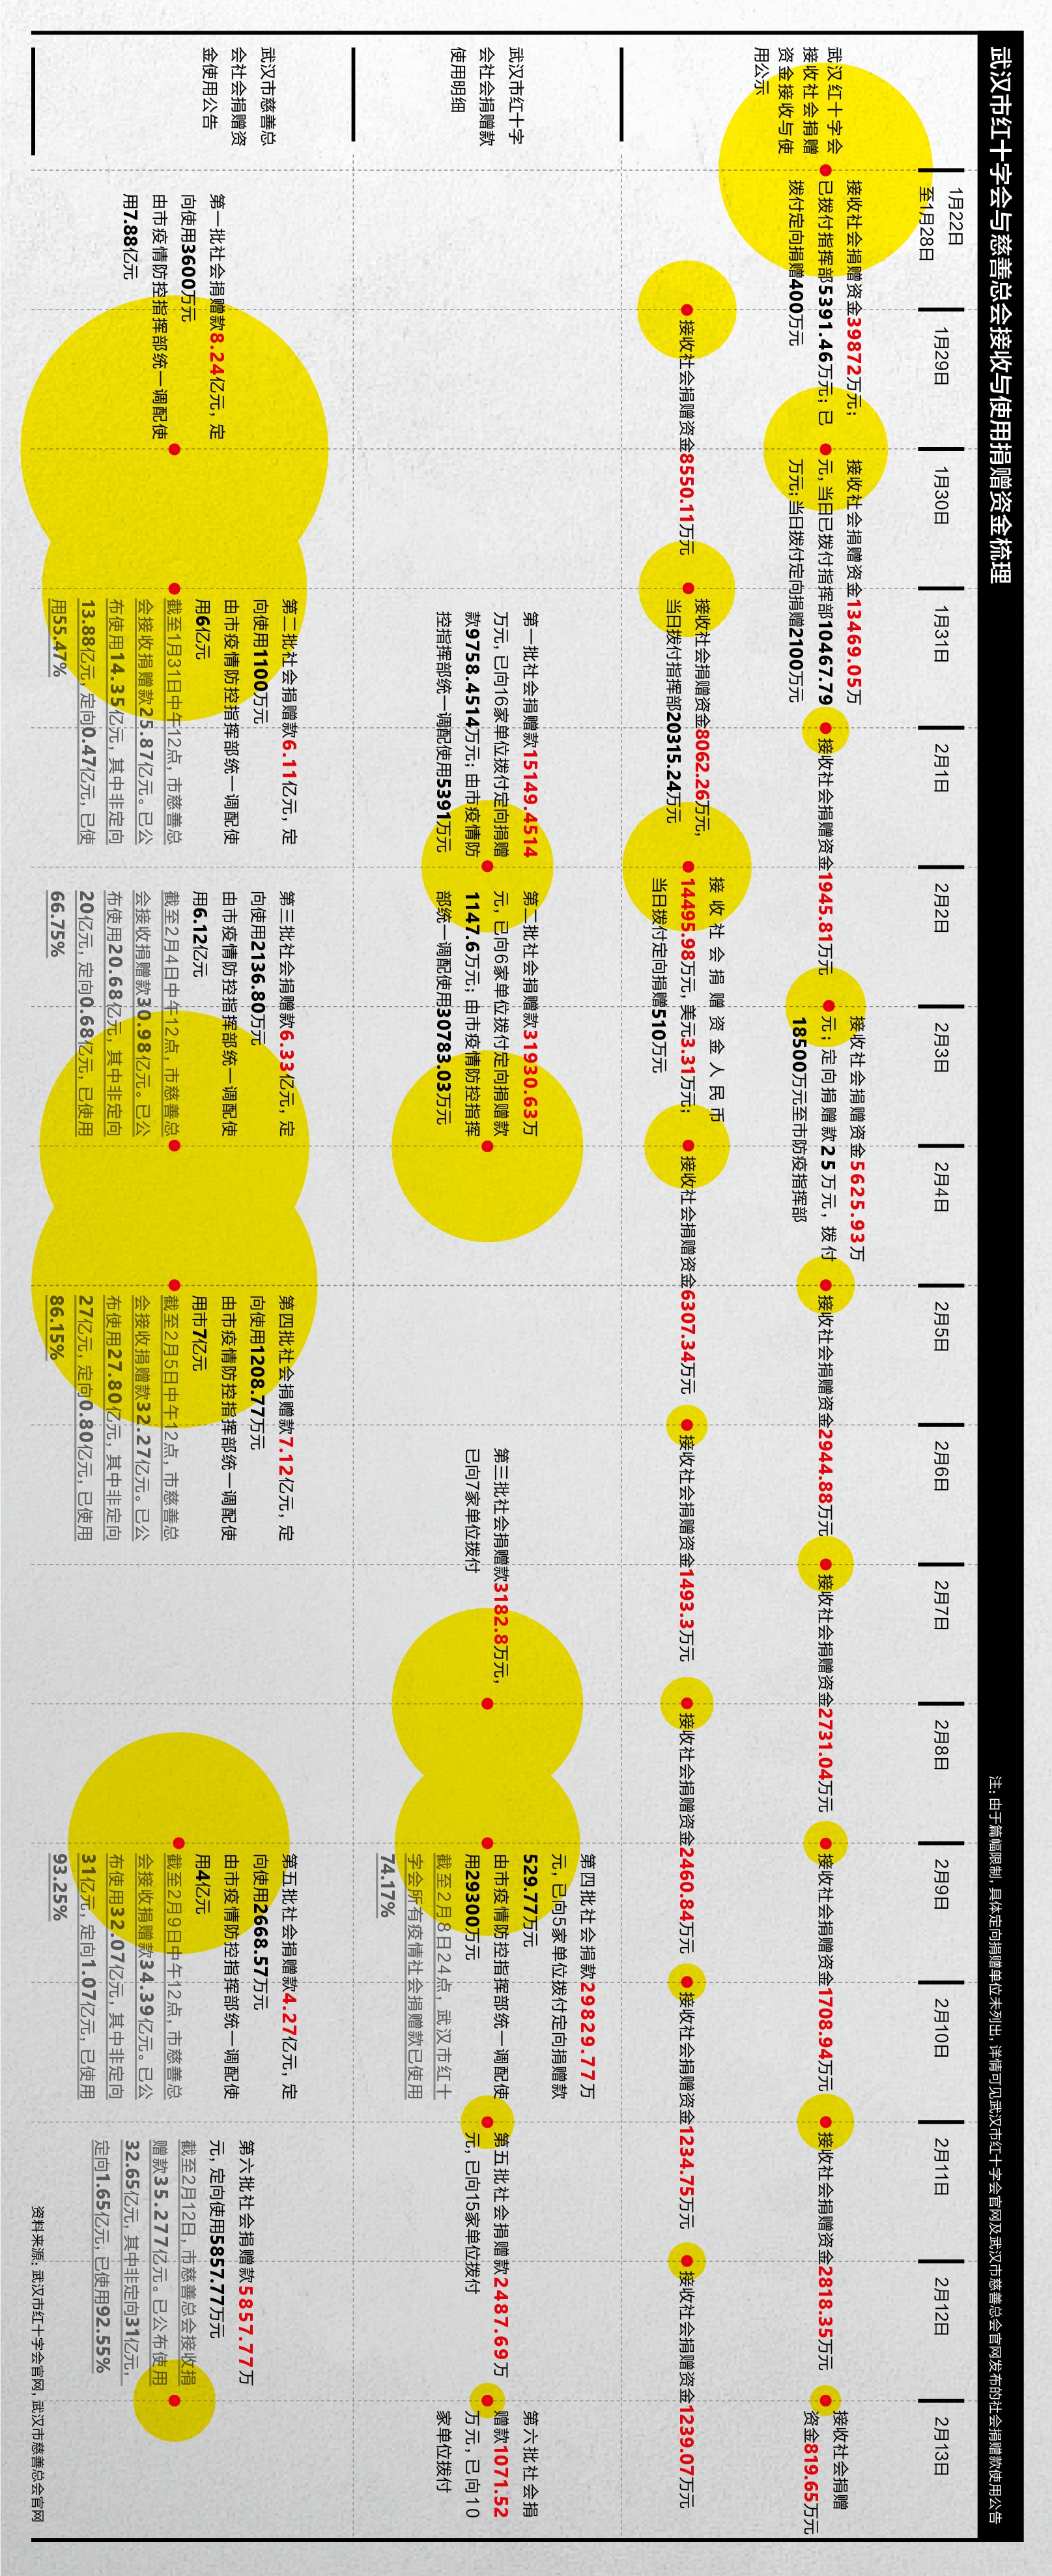 武汉市红十字会与慈善总会接收与使用捐赠资金梳理
注：由于篇幅限制，具体定向捐赠单位未列出，详情可见武汉市红十字会官网及武汉市慈善总会官网发布的社会捐赠款使用公告
1月22日
至1月28日
1月29日
1月30日
1月31日
2月1日
2月2日
2月3日
2月4日
2月5日
2月6日
2月7日
2月8日
2月9日
2月10日
2月11日
2月12日
2月13日
武汉红十字会
接收社会捐赠
资金接收与使
用公示
接收社会捐赠资金39872万元；
已拨付指挥部5391.46万元；已
拨付定向捐赠400万元
接收社会捐赠资金8550.11万元
接收社会捐赠资金13469.05万
元，当日已拨付指挥部10467.79
万元；当日拨付定向捐赠2100万元
接收社会捐赠资金8062.26万元，
当日拨付指挥部20315.24万元
接收社会捐赠资金1945.81万元
接收社会捐赠资金人民币
14495.98万元，美元3.31万元；
当日拨付定向捐赠510万元
接收社会捐赠资金5625.93万
元；定向捐赠款25万元，拨付
18500万元至市防疫指挥部
接收社会捐赠资金6307.34万元
接收社会捐赠资金2944.88万元
接收社会捐赠资金1493.3万元
接收社会捐赠资金2731.04万元
接收社会捐赠资金2460.84万元
接收社会捐赠资金1708.94万元
接收社会捐赠资金1234.75万元
接收社会捐赠资金2818.35万元
接收社会捐赠资金1239.07万元
接收社会捐赠
资金819.65万元
武汉市红十字
会社会捐赠款
使用明细
第一批社会捐赠款15149.4514
万元，已向16家单位拨付定向捐赠
款9758.4514万元；由市疫情防
控指挥部统一调配使用5391万元
第二批社会捐赠款31930.63万
元，已向6家单位拨付定向捐赠款
1147.6万元；由市疫情防控指挥
部统一调配使用30783.03万元
第三批社会捐赠款3182.8万元，
已向7家单位拨付
第四批社会捐款29829.77万
元，已向5家单位拨付定向捐赠款
529.77万元
由市疫情防控指挥部统一调配使
用29300万元
截至2月8日24点，武汉市红十
字会所有疫情社会捐赠款已使用
74.17%
第五批社会捐赠款2487.69万
元，已向15家单位拨付
第六批社会捐
赠款1071.52
万元，已向10
家单位拨付
武汉市慈善总
会社会捐赠资
金使用公告
第一批社会捐赠款8.24亿元，定
向使用3600万元
由市疫情防控指挥部统一调配使
用7.88亿元
第二批社会捐赠款6.11亿元，定
向使用1100万元
由市疫情防控指挥部统一调配使
用6亿元
截至1月31日中午12点，市慈善总
会接收捐赠款25.87亿元。已公
布使用14.35亿元，其中非定向
13.88亿元，定向0.47亿元，已使
用55.47%
第三批社会捐赠款6.33亿元，定
向使用2136.80万元
由市疫情防控指挥部统一调配使
用6.12亿元
截至2月4日中午12点，市慈善总
会接收捐赠款30.98亿元。已公
布使用20.68亿元，其中非定向
20亿元，定向0.68亿元，已使用
66.75%
第四批社会捐赠款7.12亿元，定
向使用1208.77万元
由市疫情防控指挥部统一调配使
用市7亿元
截至2月5日中午12点，市慈善总
会接收捐赠款32.27亿元。已公
布使用27.80亿元，其中非定向
27亿元，定向0.80亿元，已使用
86.15%
第五批社会捐赠款4.27亿元，定
向使用2668.57万元
由市疫情防控指挥部统一调配使
用4亿元
截至2月9日中午12点，市慈善总
会接收捐赠款34.39亿元。已公
布使用32.07亿元，其中非定向
31亿元，定向1.07亿元，已使用
93.25%
第六批社会捐赠款5857.77万
元，定向使用5857.77万元
截至2月12日，市慈善总会接收捐
赠款35.277亿元。已公布使用
32.65亿元，其中非定向31亿元，
定向1.65亿元，已使用92.55%
资料来源：武汉市红十字会官网，武汉市慈善总会官网